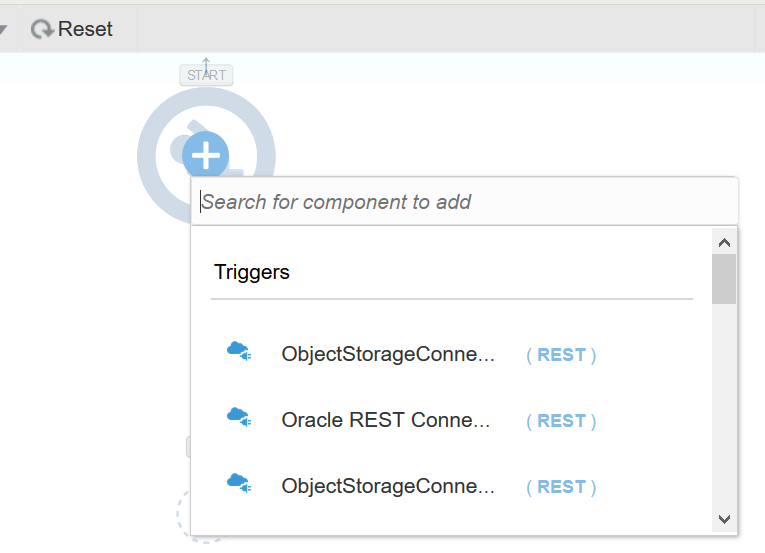 Reset
START
Search for component to add
Triggers
ObjectStorageConne... ( REST )
Oracle REST Conne... ( REST )
ObjectStorageConne... ( REST )